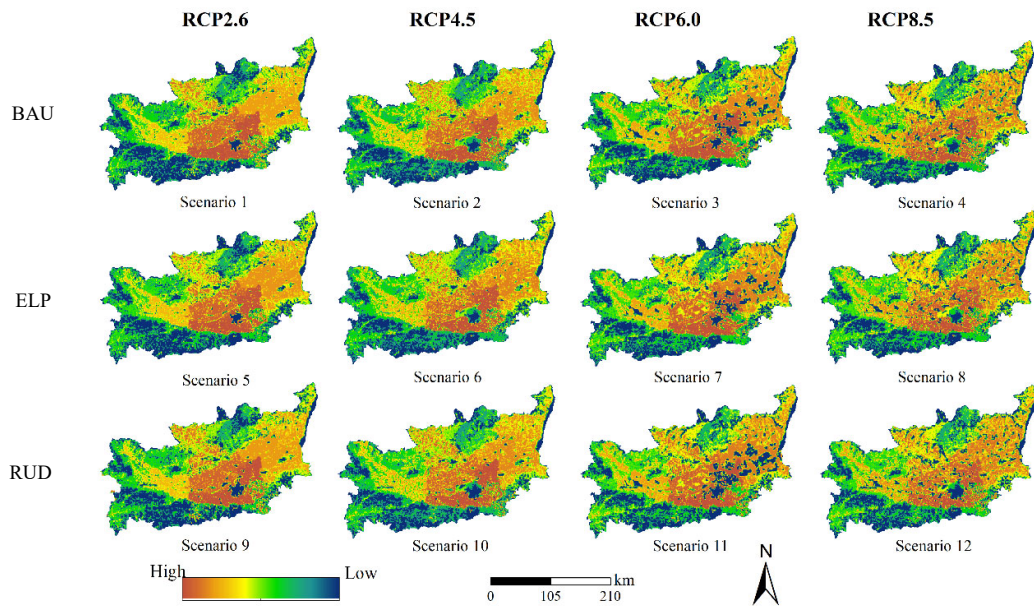 RCP2.6 RCP4.5 RCP6.0 RCP8.5
BAU
Scenario 1 Scenario 2 Scenario 3 Scenario 4
ELP
Scenario 5 Scenario 6 Scenario 7 Scenario 8
RUD
Scenario 9 Scenario 10 Scenario 11 Scenario 12
High Low
km
0 105 210
N